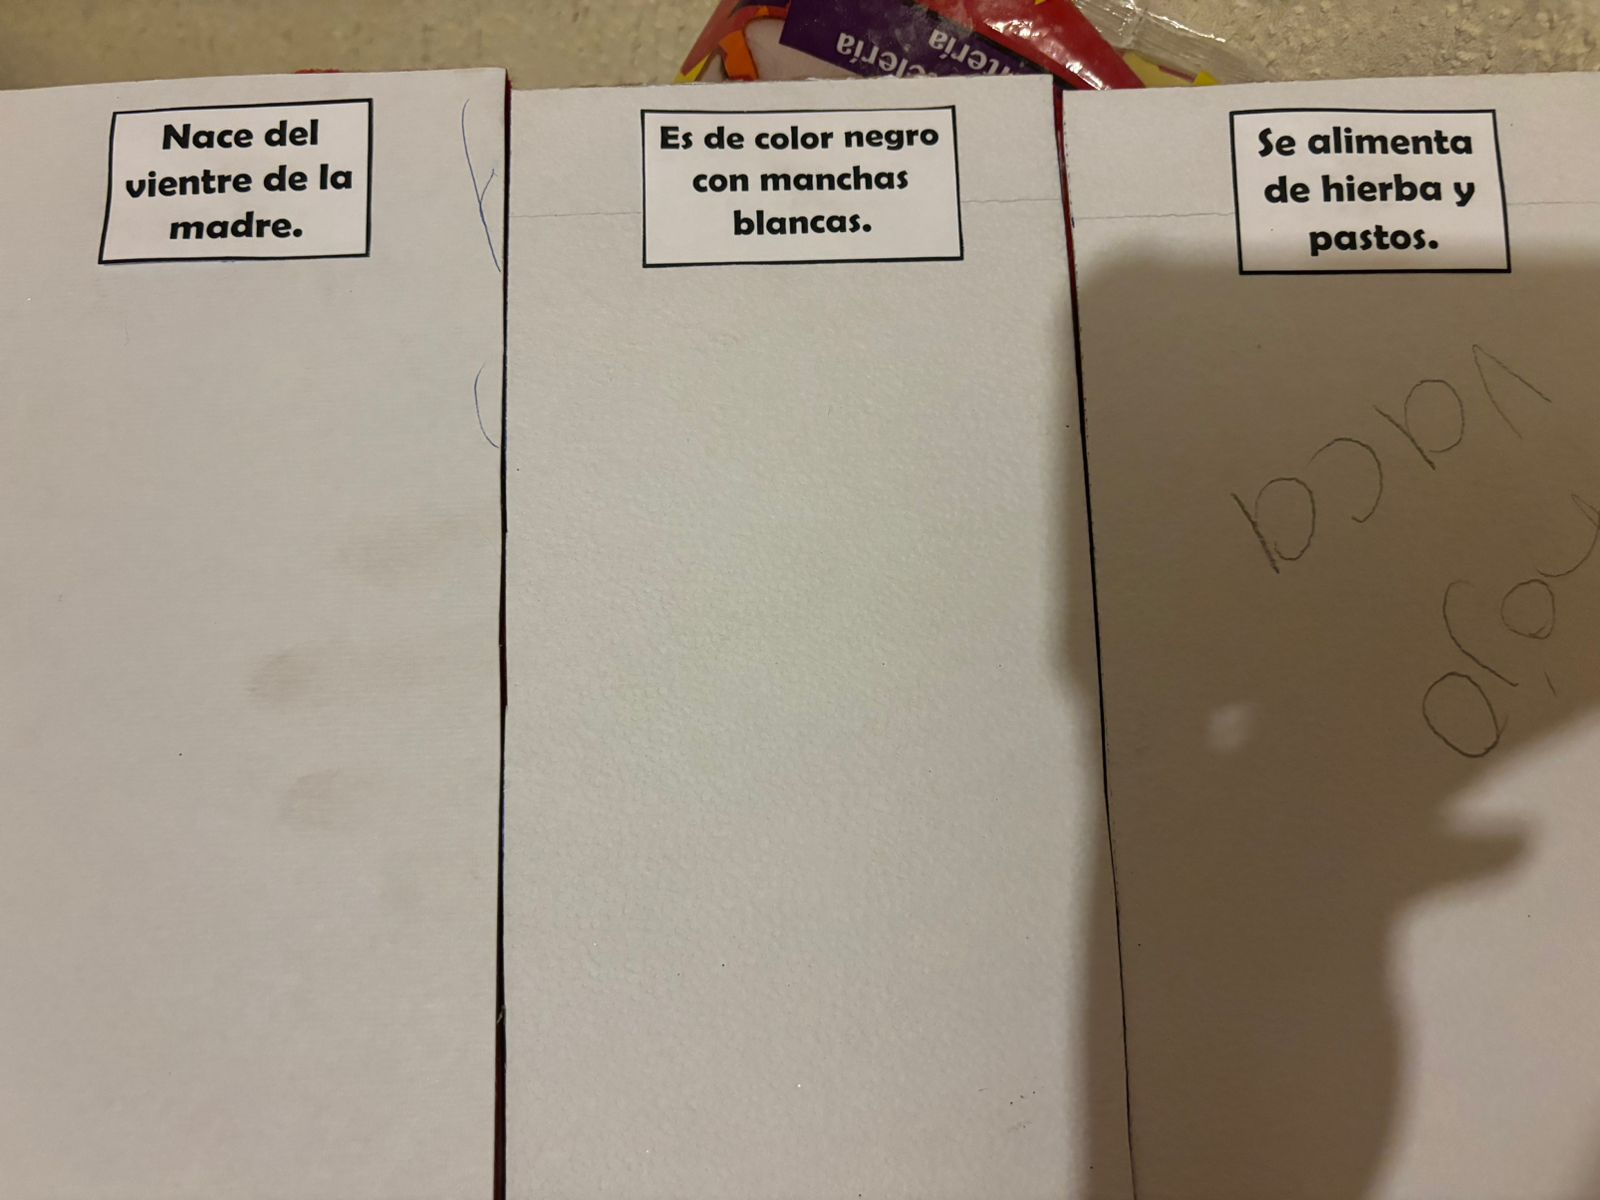 Nace del
vientre de la
madre.
Es de color negro
con manchas
blancas.
Se alimenta
de hierba y
pastos.
vaca